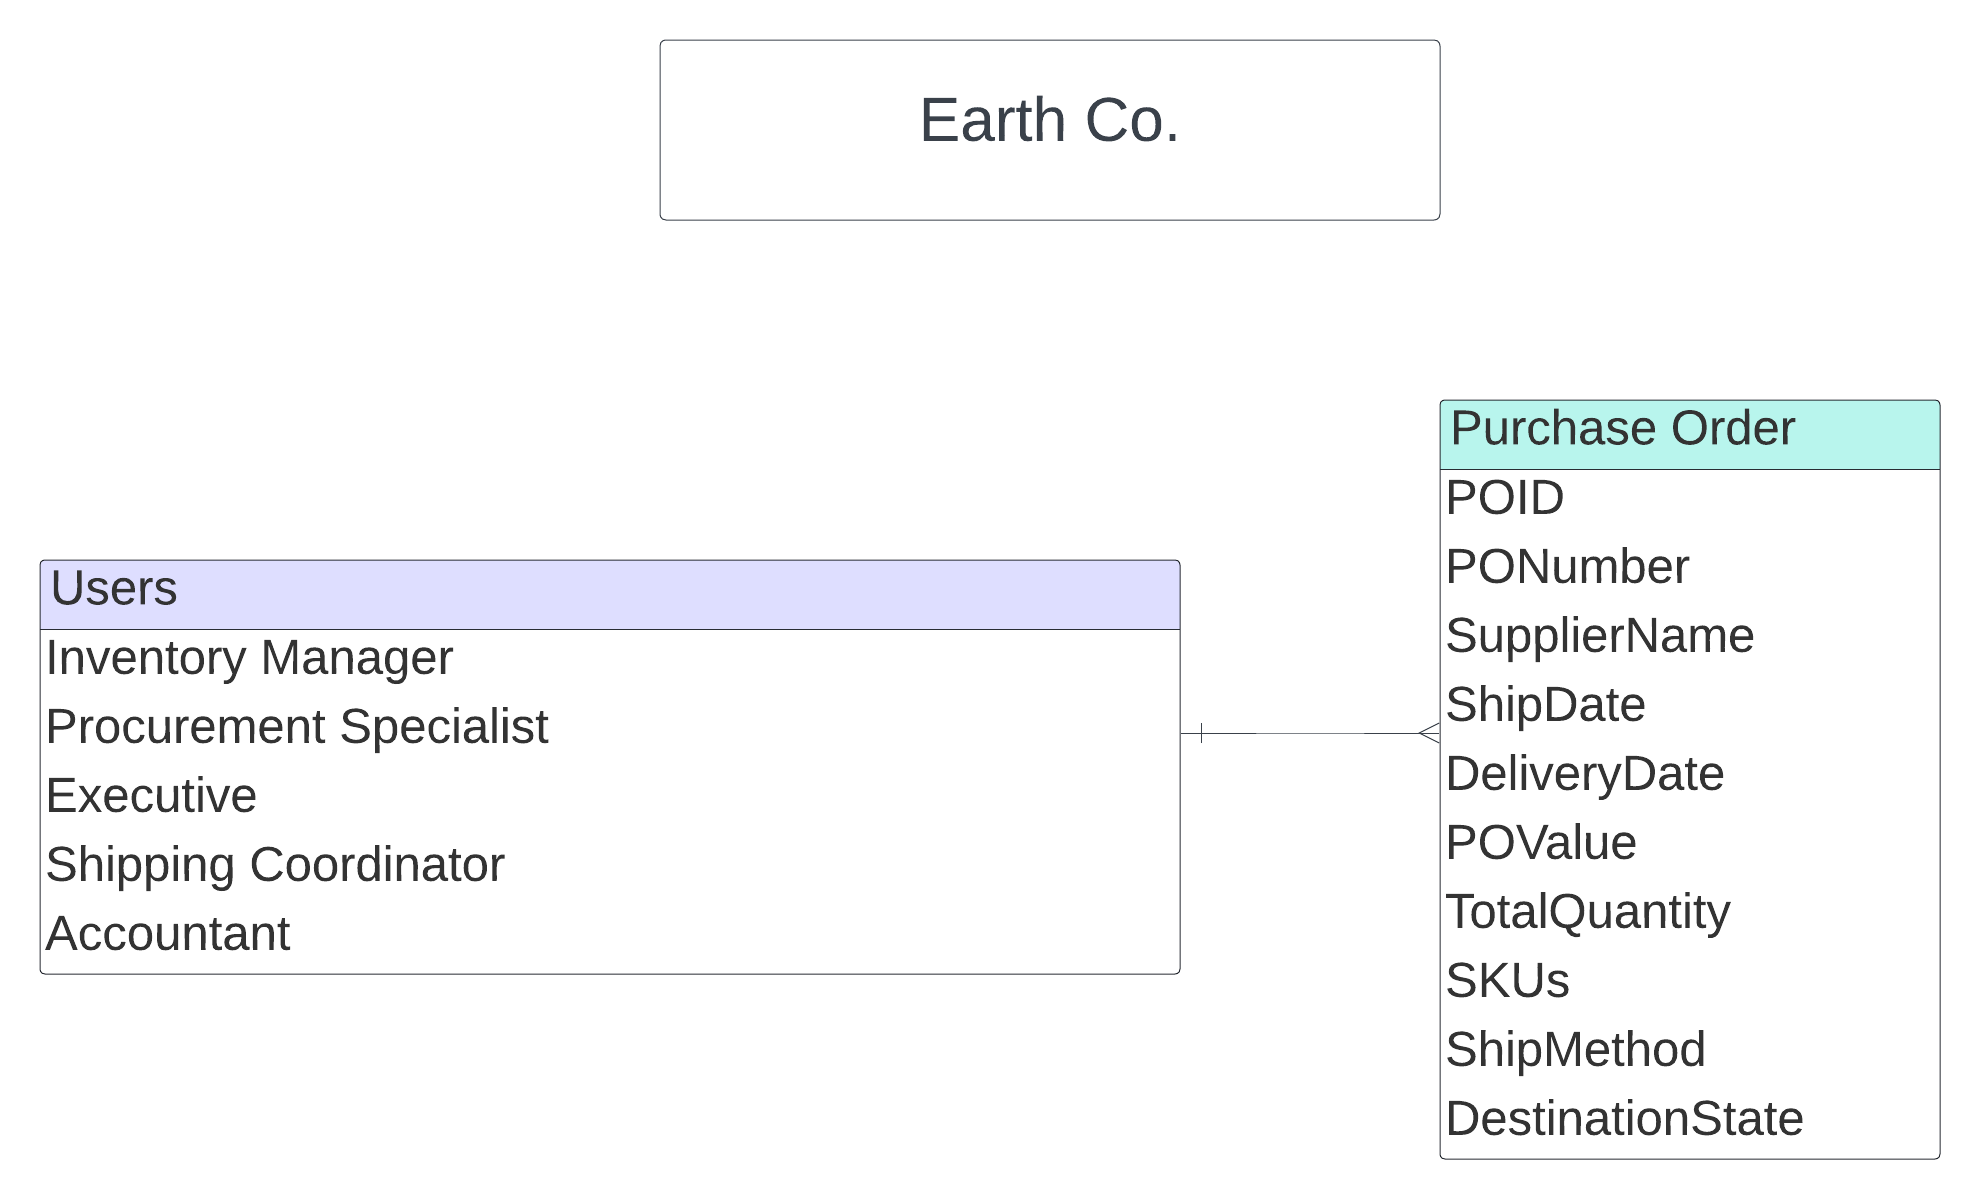 Earth Co.
Users
Inventory Manager
Procurement Specialist
Executive
Shipping Coordinator
Accountant
Purchase Order
POID
PONumber
SupplierName
ShipDate
DeliveryDate
POValue
TotalQuantity
SKUs
ShipMethod
DestinationState